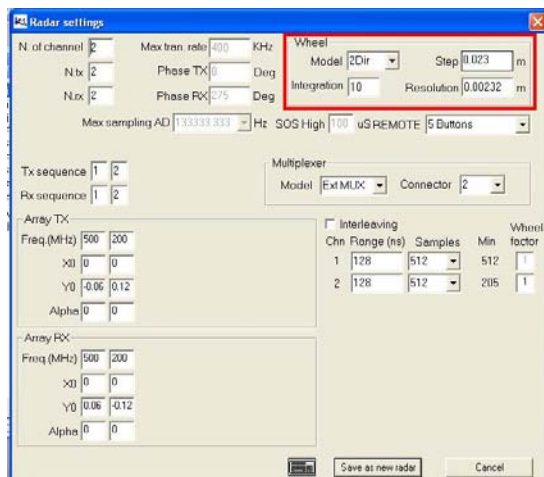 Radar settings
N. of channel 2 Max tran. rate 400 KHz
N.tx 2 Phase TX 0 Deg
N.rx 2 Phase RX 275 Deg
Wheel
Model 2Dir Step 0.023 m
Integration 10 Resolution 0.00232 m
Max sampling AD 133333.333 Hz SOS High 100 uS REMOTE 5 Buttons
Tx sequence 1 2
Rx sequence 1 2
Multiplexer
Model Ext MUX Connector 2
Array TX
Freq.(MHz) 500 200
X0 0 0
Y0 -0.06 0.12
Alpha 0 0
Interleaving
Chn Range (ns) Samples Min Wheel factor
1 128 512 512 1
2 128 512 205 1
Array RX
Freq.(MHz) 500 200
X0 0 0
Y0 0.06 -0.12
Alpha 0 0
Save as new radar Cancel